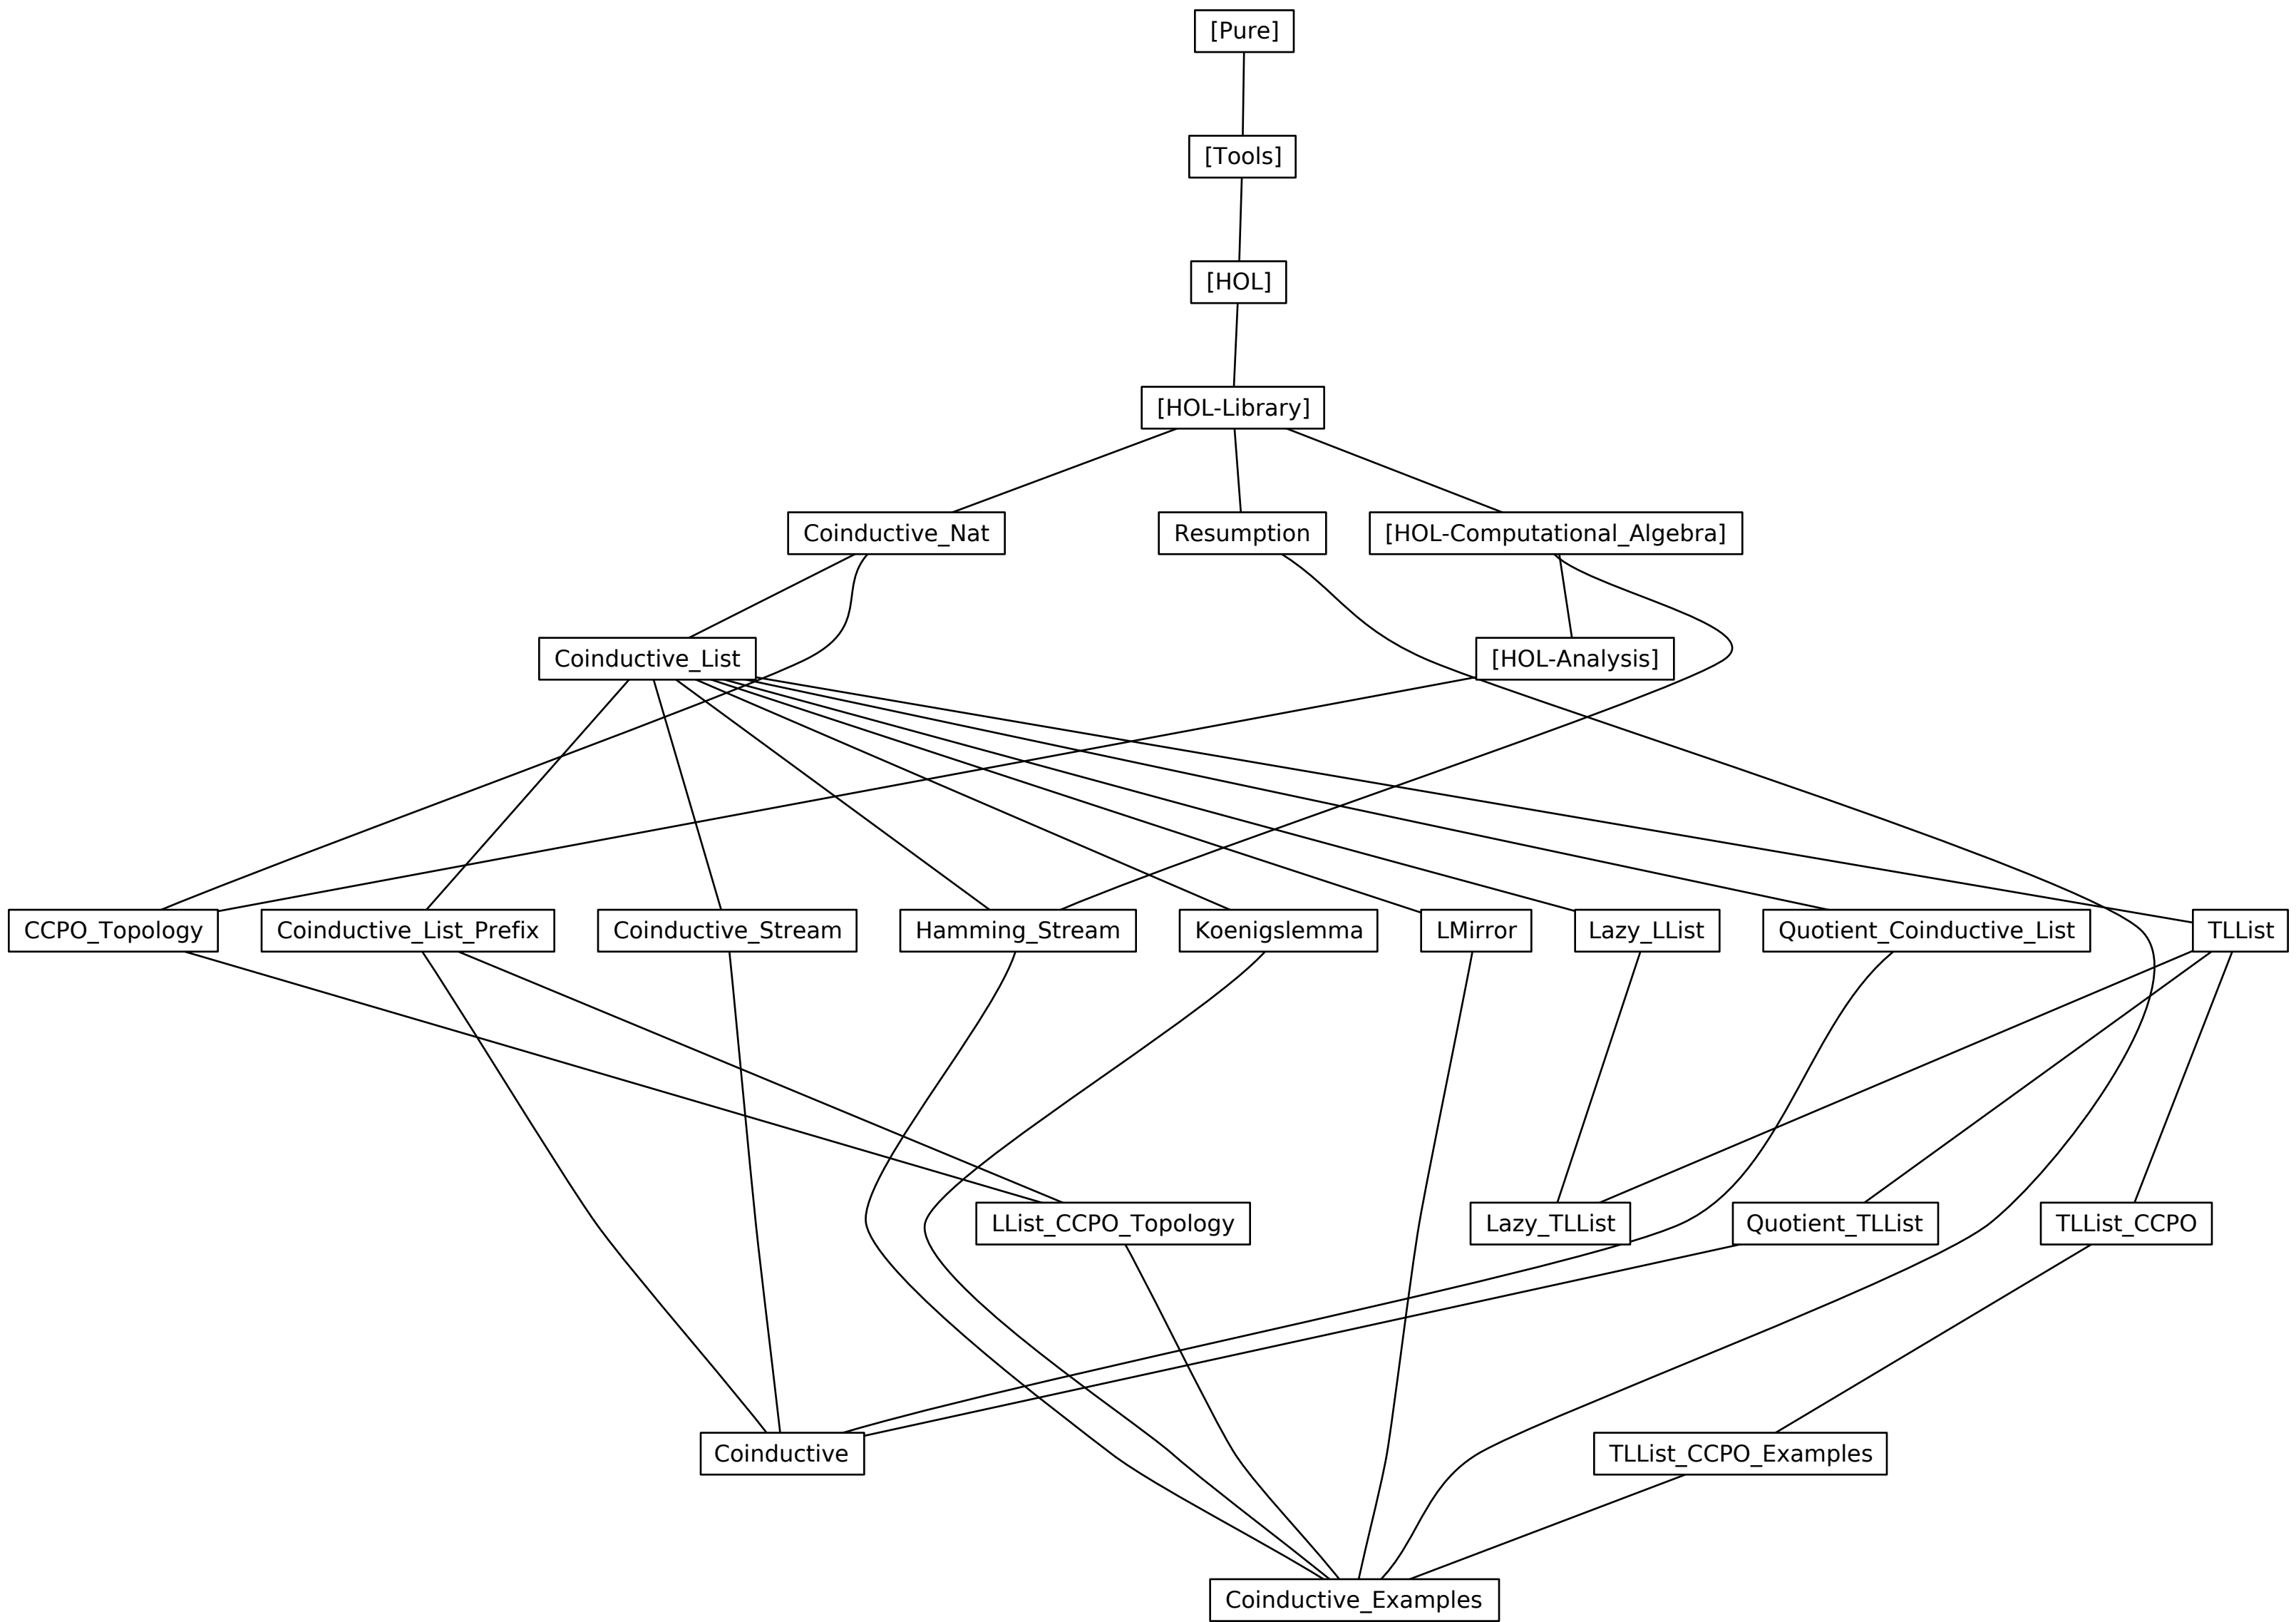 [Pure]
[Tools]
[HOL]
[HOL-Library]
Coinductive_Nat
Resumption
[HOL-Computational_Algebra]
Coinductive_List
[HOL-Analysis]
CCPO_Topology
Coinductive_List_Prefix
Coinductive_Stream
Hamming_Stream
Koenigslemma
LMirror
Lazy_LList
Quotient_Coinductive_List
TLList
LList_CCPO_Topology
Lazy_TLList
Quotient_TLList
TLList_CCPO
Coinductive
TLList_CCPO_Examples
Coinductive_Examples